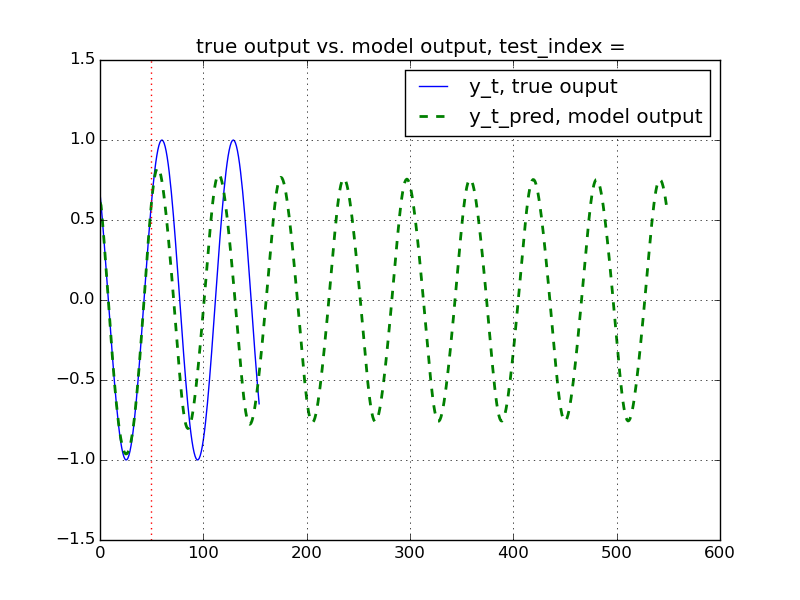 true output vs. model output, test_index =
y_t, true ouput
y_t_pred, model output
1.5
1.0
0.5
0.0
−0.5
−1.0
−1.5
0 100 200 300 400 500 600